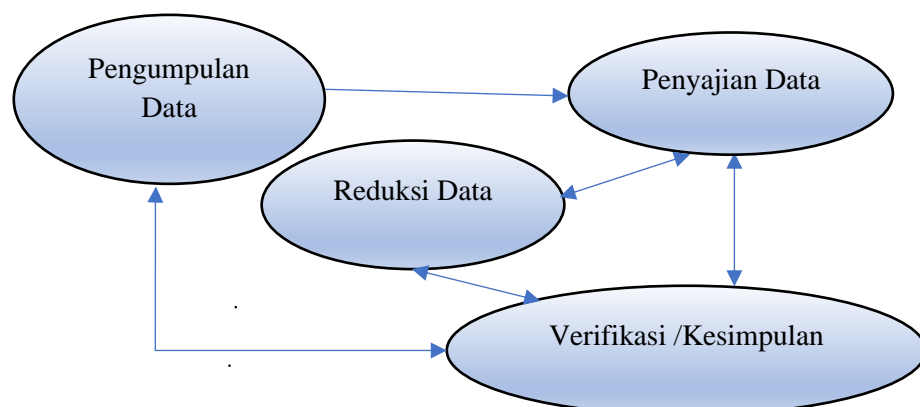 Pengumpulan
Data
Penyajian Data
Reduksi Data
Verifikasi /Kesimpulan